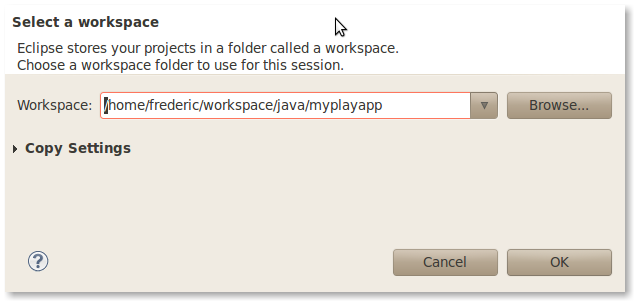 Select a workspace
Eclipse stores your projects in a folder called a workspace.
Choose a workspace folder to use for this session.
Workspace: /home/frederic/workspace/java/myplayapp Browse...
Copy Settings
? Cancel OK